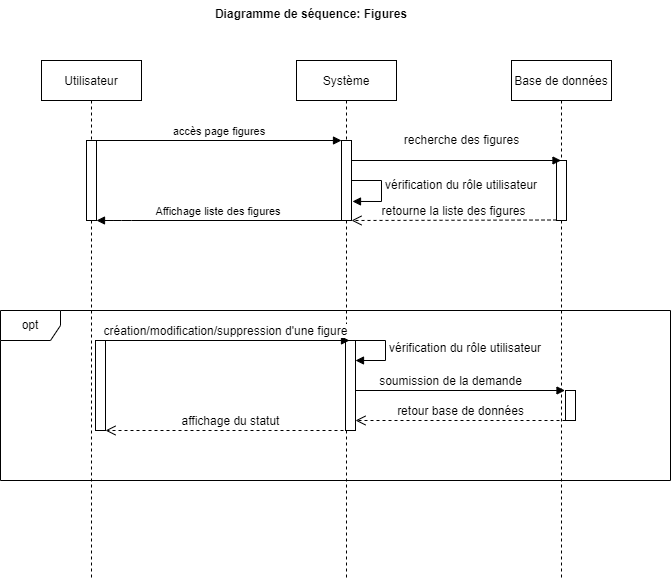 Diagramme de séquence: Figures
Utilisateur
Système
Base de données
accès page figures
recherche des figures
vérification du rôle utilisateur
Affichage liste des figures
retourne la liste des figures
opt
création/modification/suppression d'une figure
vérification du rôle utilisateur
soumission de la demande
retour base de données
affichage du statut